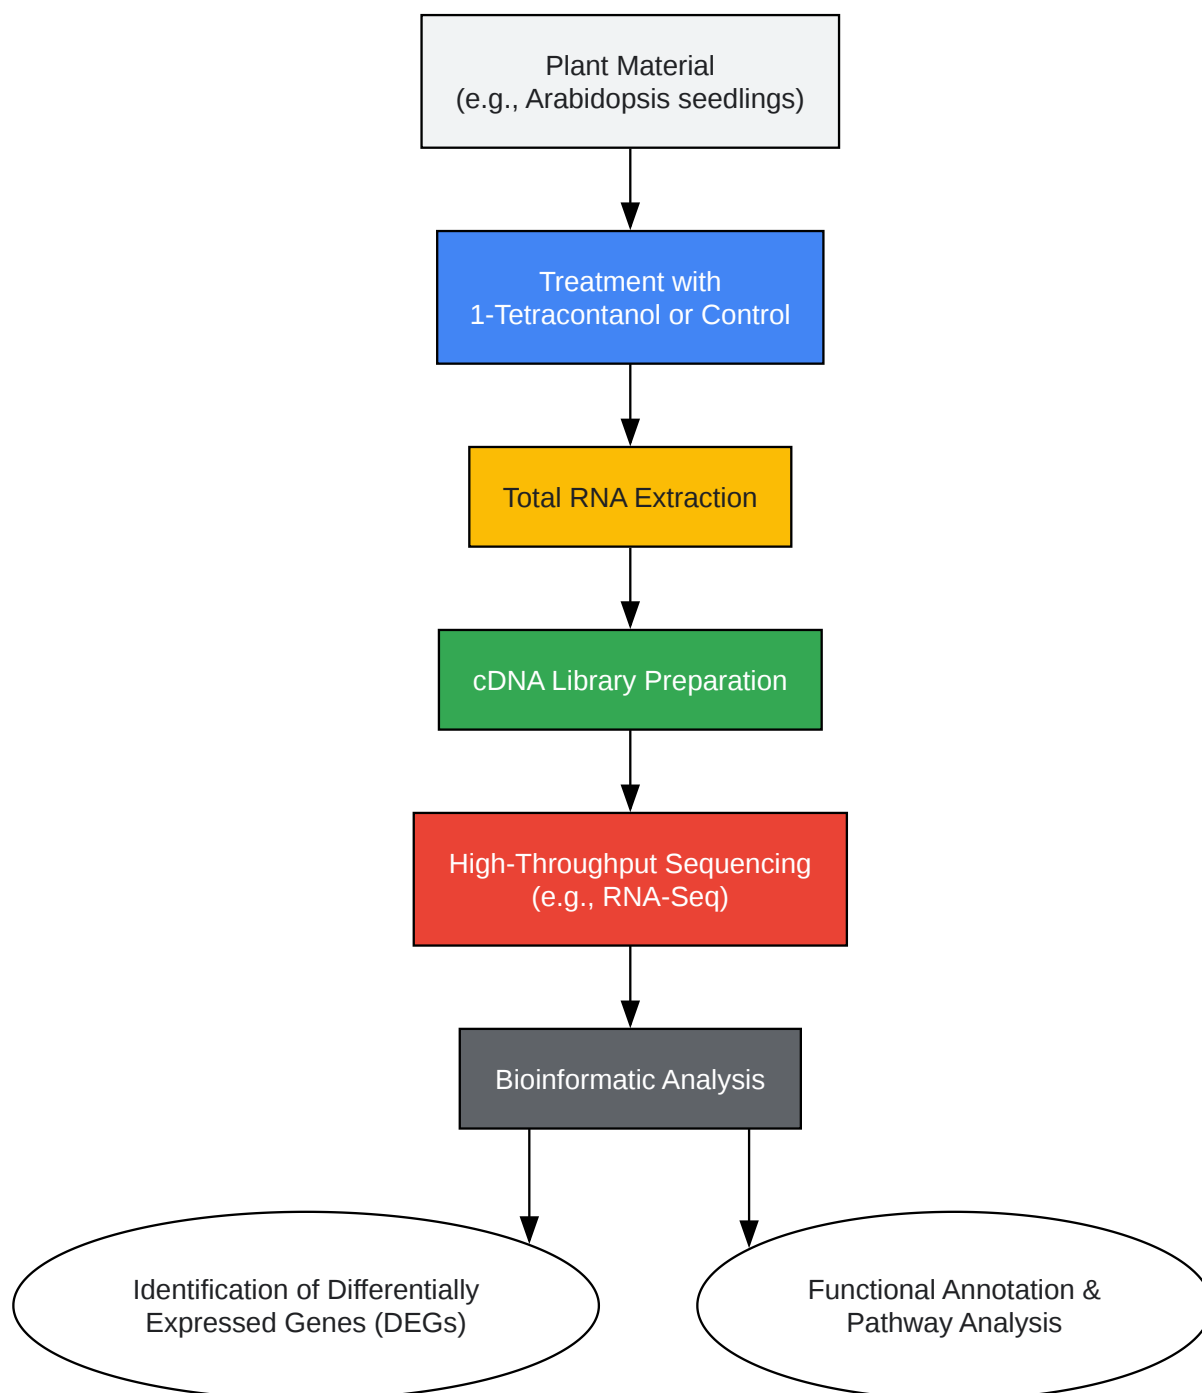 Plant Material
(e.g., Arabidopsis seedlings)
Treatment with
1-Tetracontanol or Control
Total RNA Extraction
cDNA Library Preparation
High-Throughput Sequencing
(e.g., RNA-Seq)
Bioinformatic Analysis
Identification of Differentially
Expressed Genes (DEGs)
Functional Annotation &
Pathway Analysis